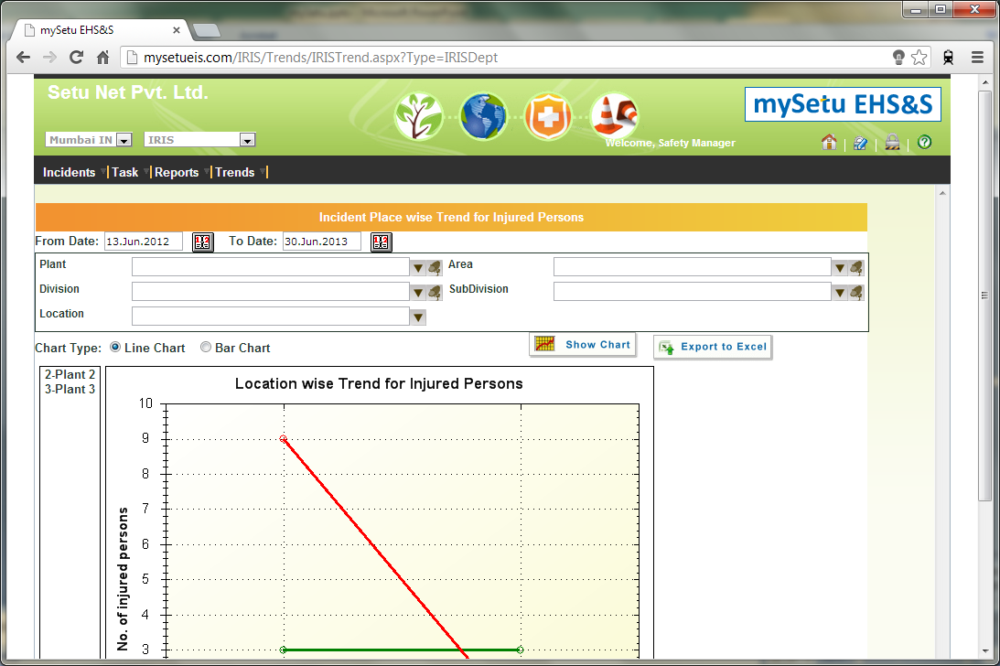 mySetu EHS&S
mysetueis.com/IRIS/Trends/IRISTrend.aspx?Type=IRISDept
Setu Net Pvt. Ltd.
mySetu EHS&S
Mumbai IN IRIS
Welcome, Safety Manager
Incidents Task Reports Trends
Incident Place wise Trend for Injured Persons
From Date: 13.Jun.2012 To Date: 30.Jun.2013
Plant Area
Division SubDivision
Location
Chart Type: Line Chart Bar Chart Show Chart Export to Excel
2-Plant 2
3-Plant 3
Location wise Trend for Injured Persons
10
9
8
7
6
5
4
3
No. of injured persons